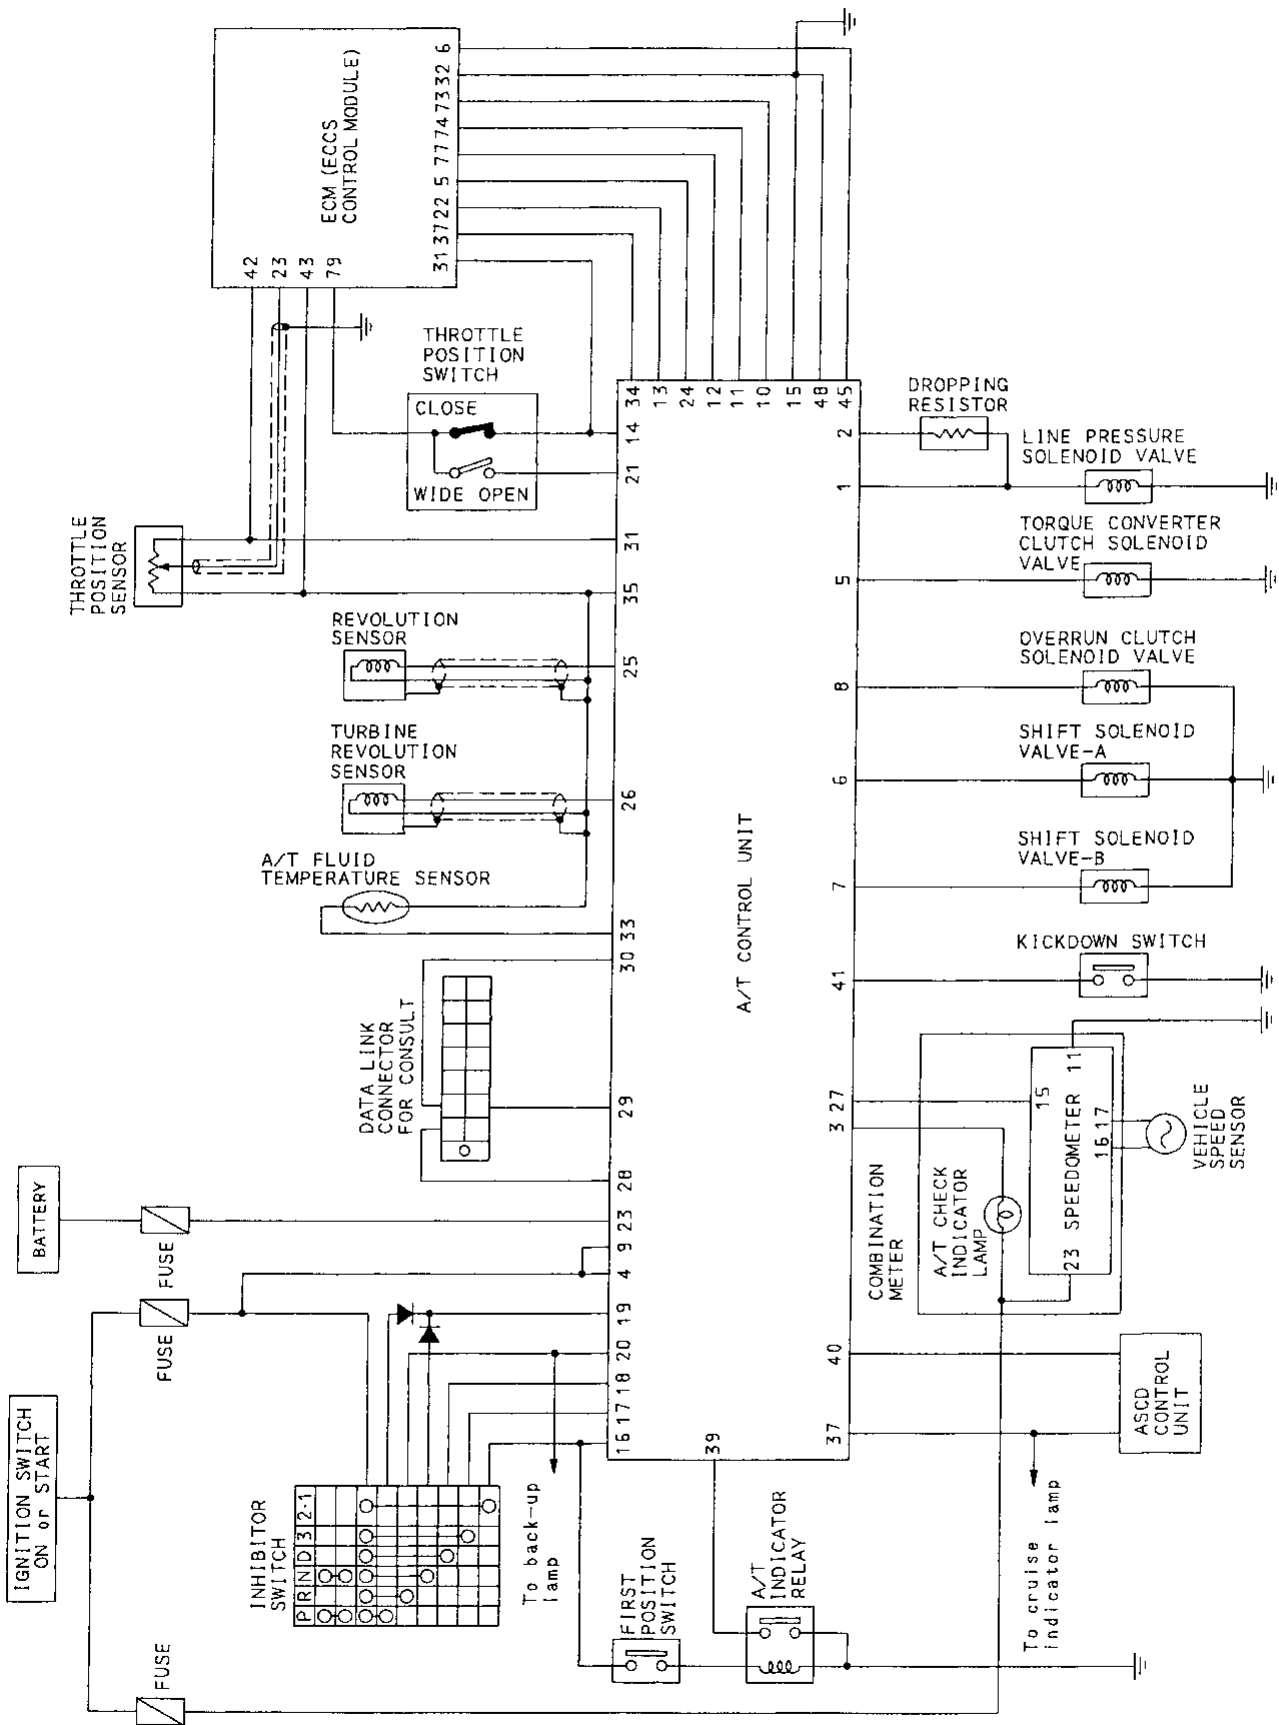 ECM (ECCS
CONTROL MODULE)
42
23
43
79
6
32
73
74
77
5
22
37
31
THROTTLE
POSITION
SWITCH
CLOSE
WIDE OPEN
THROTTLE
POSITION
SENSOR
REVOLUTION
SENSOR
TURBINE
REVOLUTION
SENSOR
A/T FLUID
TEMPERATURE SENSOR
DATA LINK
CONNECTOR
FOR CONSULT
BATTERY
FUSE
FUSE
IGNITION SWITCH
ON or START
FUSE
INHIBITOR
SWITCH
P R N D 3 2·1
To back-up
lamp
FIRST
POSITION
SWITCH
A/T
INDICATOR
RELAY
A/T CONTROL UNIT
34
13
24
12
11
10
15
48
45
14
21
31
35
25
26
33
30
29
28
23
9
4
19
20
18
17
16
39
2
1
5
8
6
7
41
27
3
40
37
DROPPING
RESISTOR
LINE PRESSURE
SOLENOID VALVE
TORQUE CONVERTER
CLUTCH SOLENOID
VALVE
OVERRUN CLUTCH
SOLENOID VALVE
SHIFT SOLENOID
VALVE-A
SHIFT SOLENOID
VALVE-B
KICKDOWN SWITCH
COMBINATION
METER
A/T CHECK
INDICATOR
LAMP
SPEEDOMETER
15
11
16
17
23
VEHICLE
SPEED
SENSOR
ASCD
CONTROL
UNIT
To cruise
indicator lamp